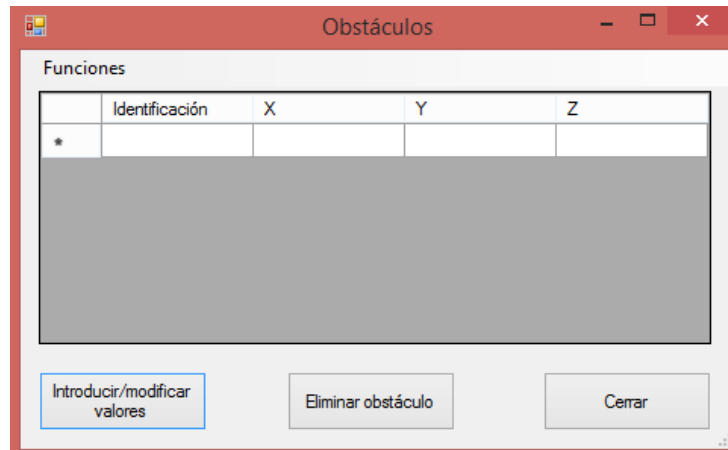 Obstáculos
Funciones
Identificación X Y Z
*
Introducir/modificar
valores
Eliminar obstáculo
Cerrar